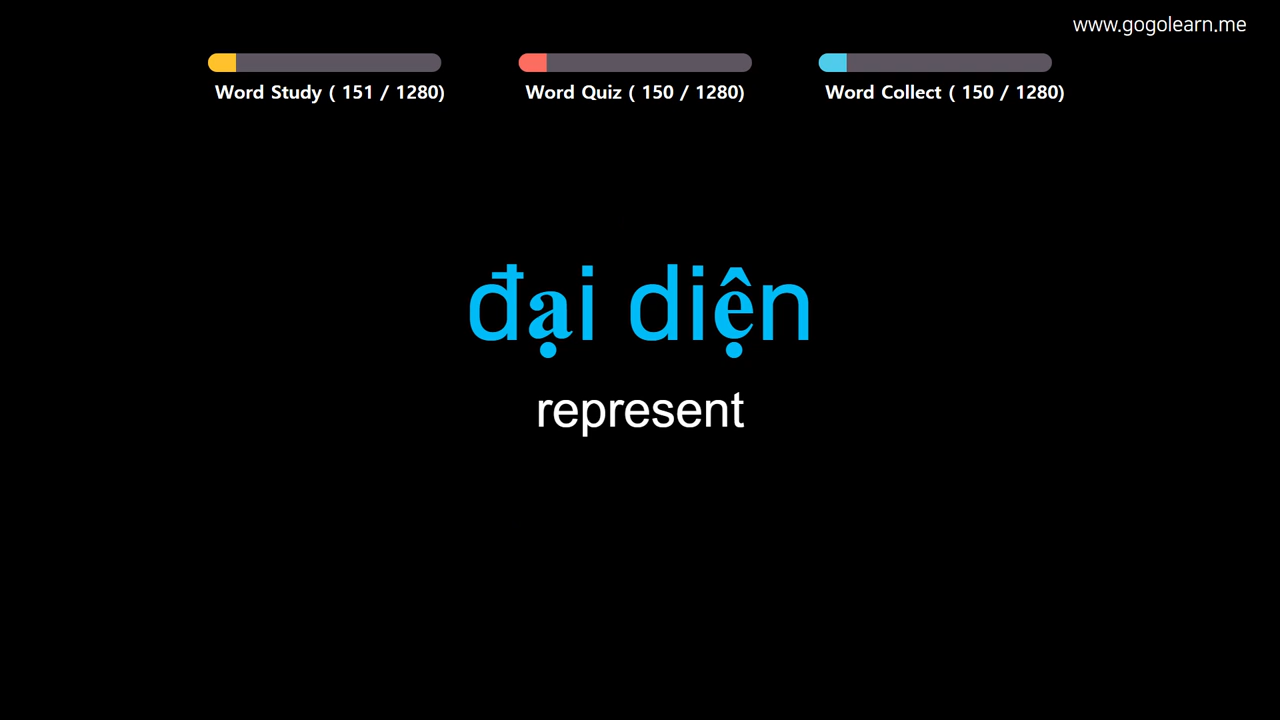 www.gogolearn.me
Word Study ( 151 / 1280)
Word Quiz ( 150 / 1280)
Word Collect ( 150 / 1280)
đại diện
represent